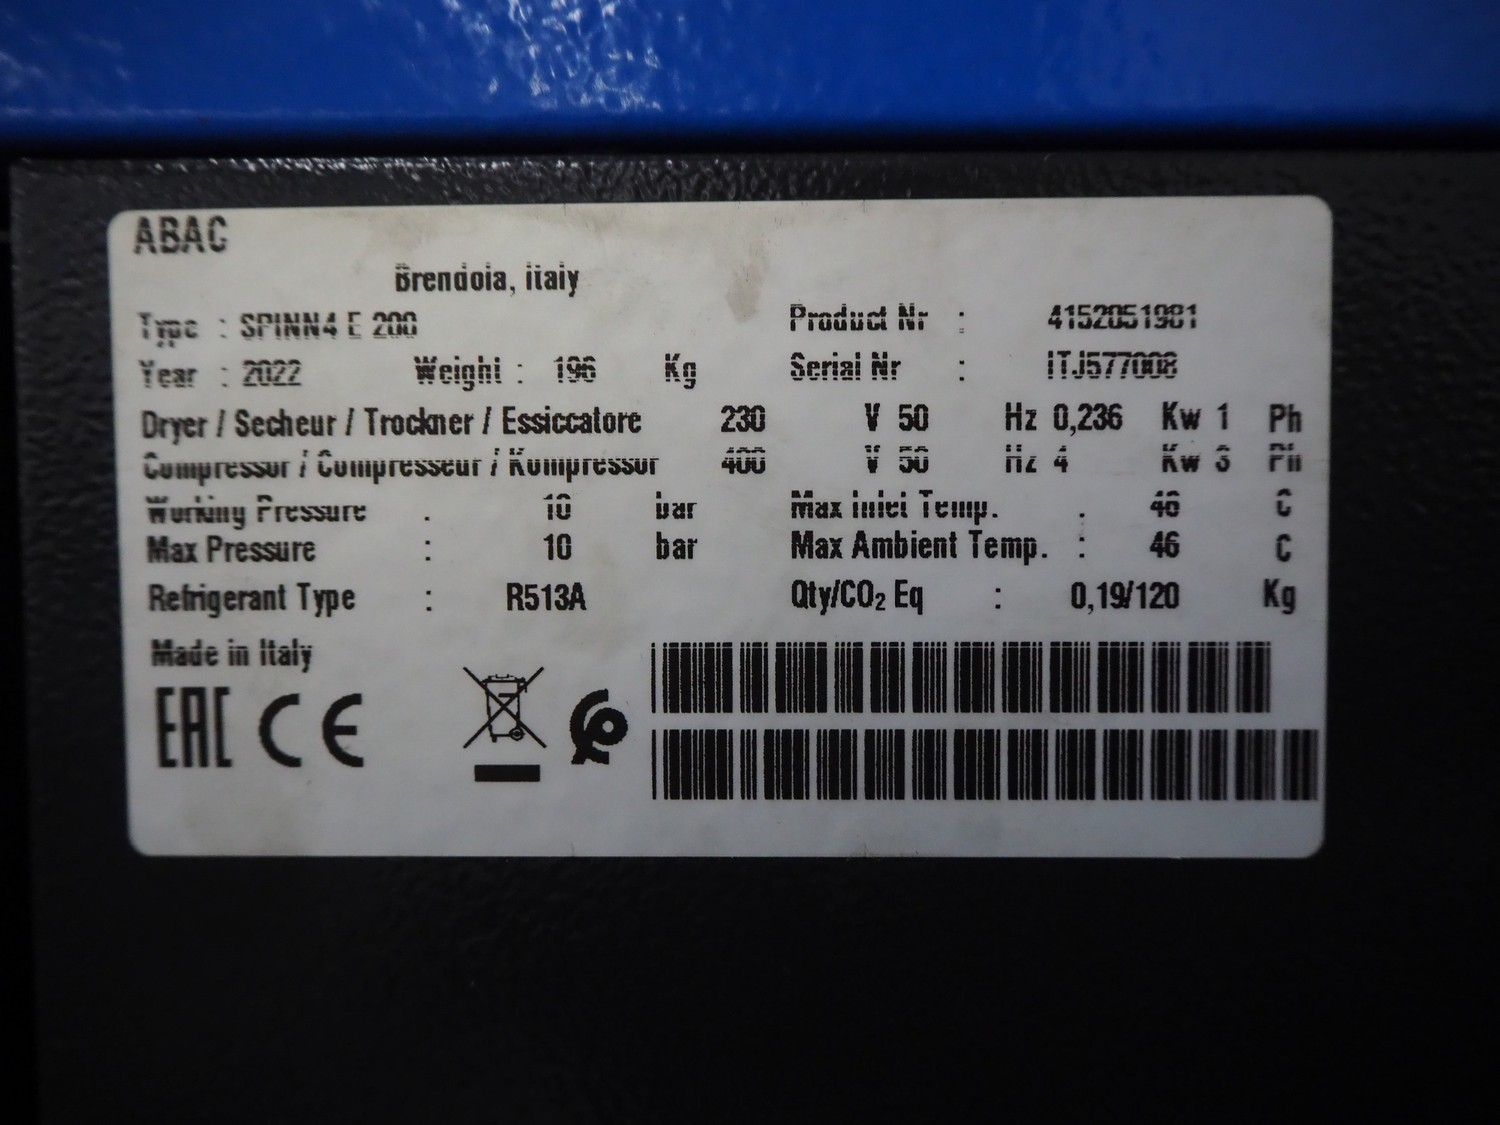 ABAC
Brendola, Italy
Type : SPINN4 E 200
Product Nr : 4152051981
Year : 2022 Weight : 196 Kg
Serial Nr : ITJ577008
Dryer / Secheur / Trockner / Essiccatore 230 V 50 Hz 0,236 Kw 1 Ph
Compressor / Compresseur / Kompressor 400 V 50 Hz 4 Kw 3 Ph
Working Pressure : 10 bar
Max Inlet Temp. : 46 C
Max Pressure : 10 bar
Max Ambient Temp. : 46 C
Refrigerant Type : R513A
Qty/CO₂ Eq : 0,19/120 Kg
Made in Italy
EAC CE